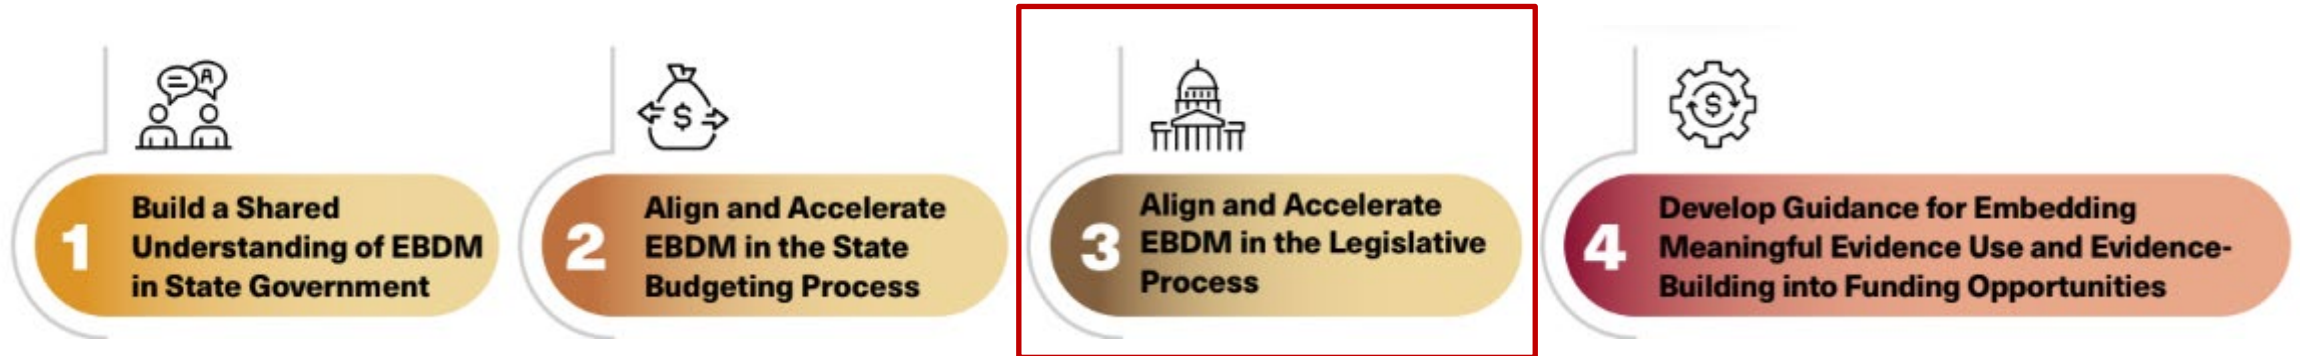 1
Build a Shared
Understanding of EBDM
in State Government
2
Align and Accelerate
EBDM in the State
Budgeting Process
3
Align and Accelerate
EBDM in the Legislative
Process
4
Develop Guidance for Embedding
Meaningful Evidence Use and Evidence-
Building into Funding Opportunities
A
$
$